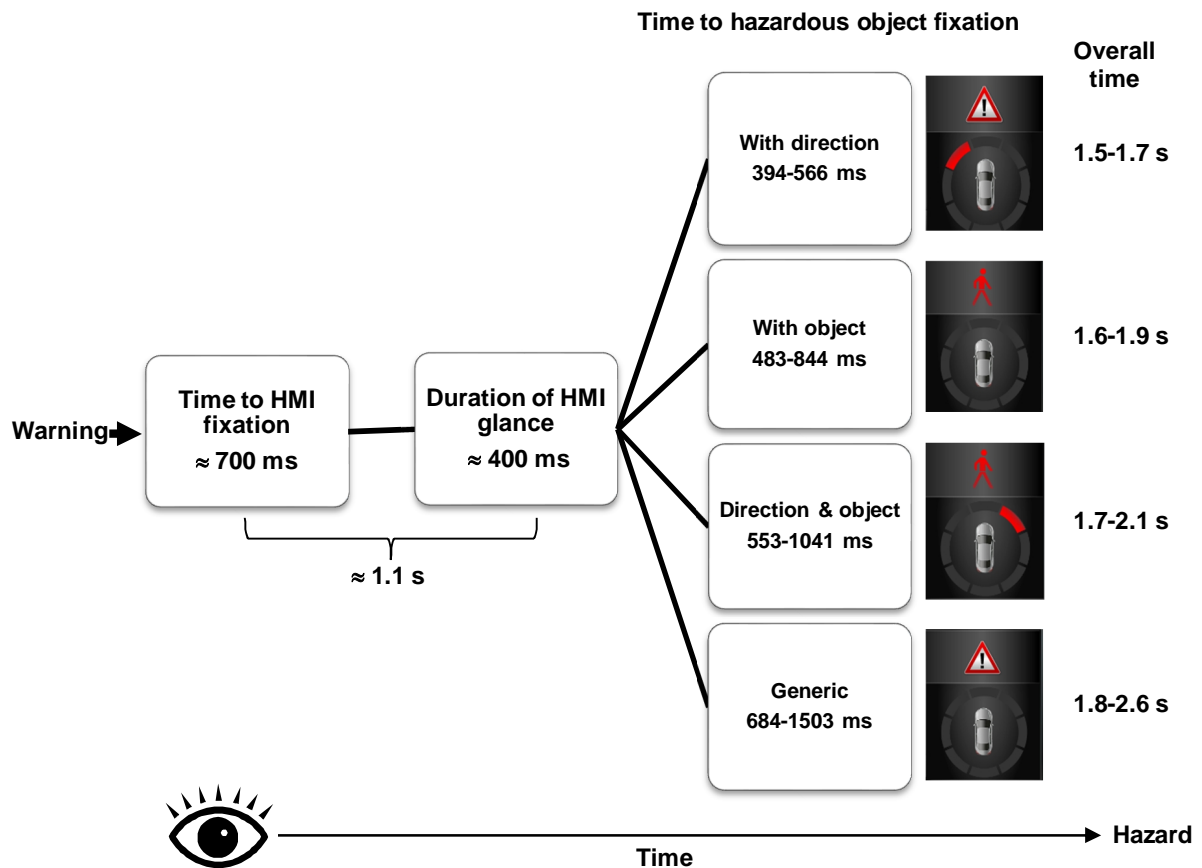 Time to hazardous object fixation
Overall
time
With direction
394-566 ms
!
1.5-1.7 s
With object
483-844 ms
1.6-1.9 s
Warning
Time to HMI
fixation
≈ 700 ms
Duration of HMI
glance
≈ 400 ms
≈ 1.1 s
Direction & object
553-1041 ms
1.7-2.1 s
Generic
684-1503 ms
!
1.8-2.6 s
Time
Hazard